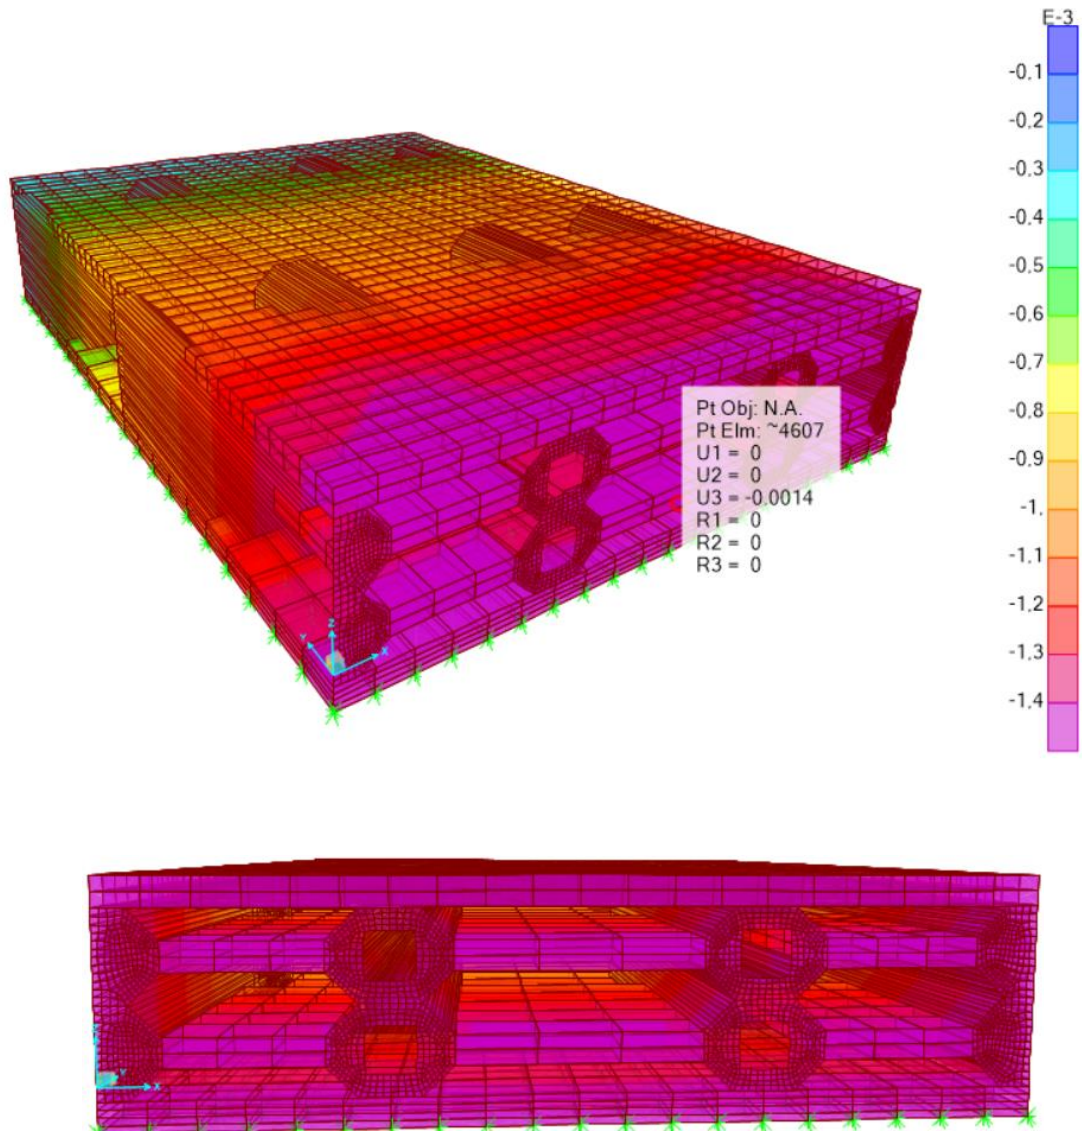 E-3
-0.1
-0.2
-0.3
-0.4
-0.5
-0.6
-0.7
-0.8
-0.9
-1.
-1.1
-1.2
-1.3
-1.4
Pt Obj: N.A.
Pt Elm: ~4607
U1 = 0
U2 = 0
U3 = -0.0014
R1 = 0
R2 = 0
R3 = 0
Z
Y
X
Y
X